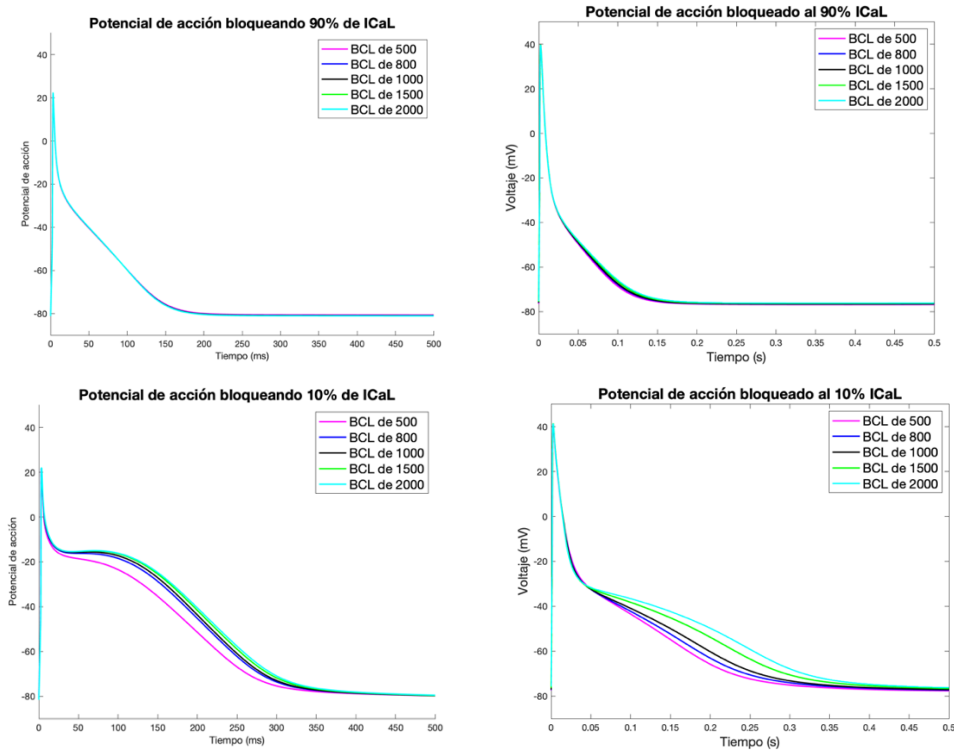 Potencial de acción bloqueando 90% de ICaL
Potencial de acción
40
20
0
-20
-40
-60
-80
0
50
100
150
200
250
300
350
400
450
500
Tiempo (ms)
BCL de 500
BCL de 800
BCL de 1000
BCL de 1500
BCL de 2000
Potencial de acción bloqueado al 90% ICaL
Voltaje (mV)
40
20
0
-20
-40
-60
-80
0
0.05
0.1
0.15
0.2
0.25
0.3
0.35
0.4
0.45
0.5
Tiempo (s)
BCL de 500
BCL de 800
BCL de 1000
BCL de 1500
BCL de 2000
Potencial de acción bloqueando 10% de ICaL
Potencial de acción
40
20
0
-20
-40
-60
-80
0
50
100
150
200
250
300
350
400
450
500
Tiempo (ms)
BCL de 500
BCL de 800
BCL de 1000
BCL de 1500
BCL de 2000
Potencial de acción bloqueado al 10% ICaL
Voltaje (mV)
40
20
0
-20
-40
-60
-80
0
0.05
0.1
0.15
0.2
0.25
0.3
0.35
0.4
0.45
0.5
Tiempo (s)
BCL de 500
BCL de 800
BCL de 1000
BCL de 1500
BCL de 2000